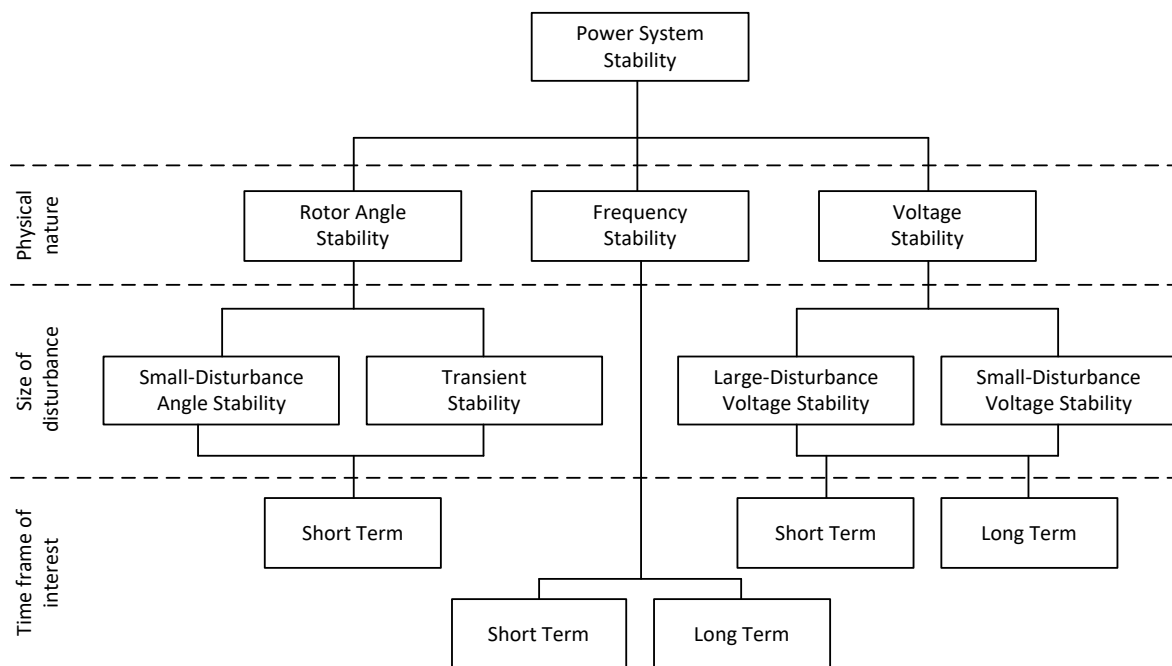 Power System
Stability
Physical
nature
Rotor Angle
Stability
Frequency
Stability
Voltage
Stability
Size of
disturbance
Small-Disturbance
Angle Stability
Transient
Stability
Large-Disturbance
Voltage Stability
Small-Disturbance
Voltage Stability
Time frame of
interest
Short Term
Short Term
Long Term
Short Term
Long Term